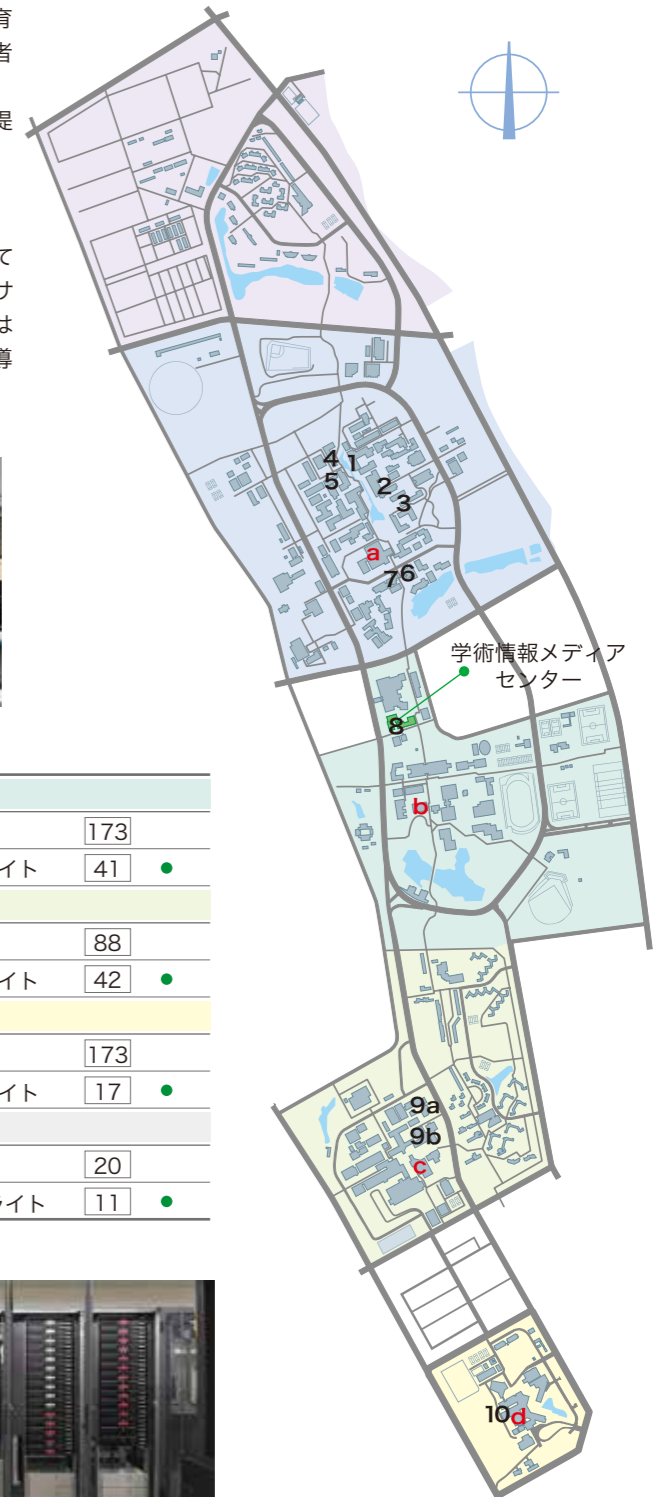 育
者
提
て
サ
は
導
4 1
5 2
3
a
7 6
学術情報メディア
センター
8
b
173
イト 41 ●
88
イト 42 ●
173
イト 17 ●
20
イト 11 ●
9a
9b
c
10 d